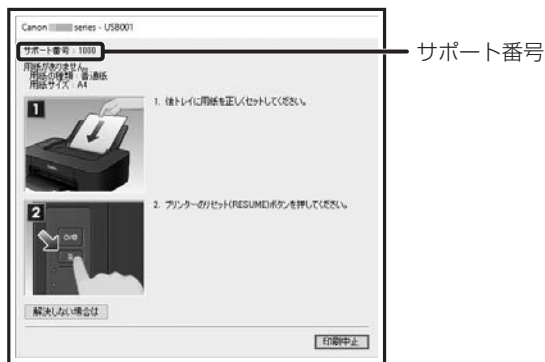 Canon series - USB001
サポート番号 : 1000
サポート番号
用紙がありません。
用紙の種類 : 普通紙
用紙サイズ : A4
1
1. 後トレイに用紙を正しくセットしてください。
2
2. プリンターのリセット(RESUME)ボタンを押してください。
解決しない場合は
印刷中止